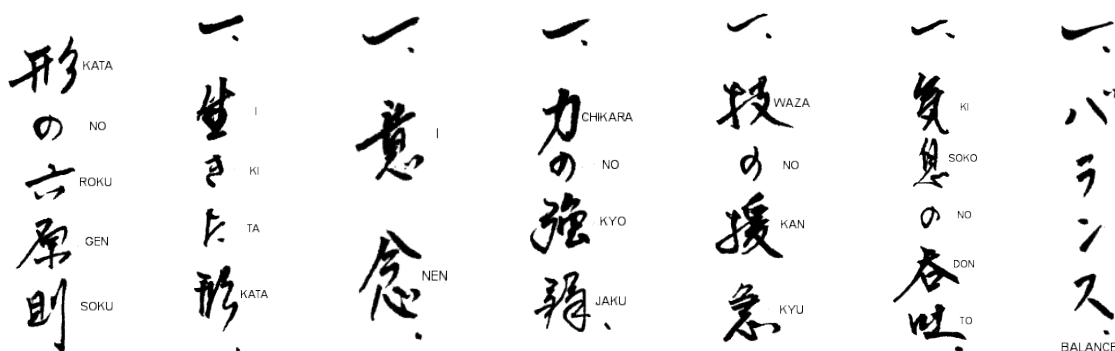 形の六原則
KATA NO ROKU GEN SOKU
一、生きた形.
I KI TA KATA
一、意念.
I NEN
一、力の強弱.
CHIKARA NO KYO JAKU
一、技の援急
WAZA NO KAN KYU
一、気息の呑吐.
KI SOKO NO DON TO
一、バランス.
BALANCE